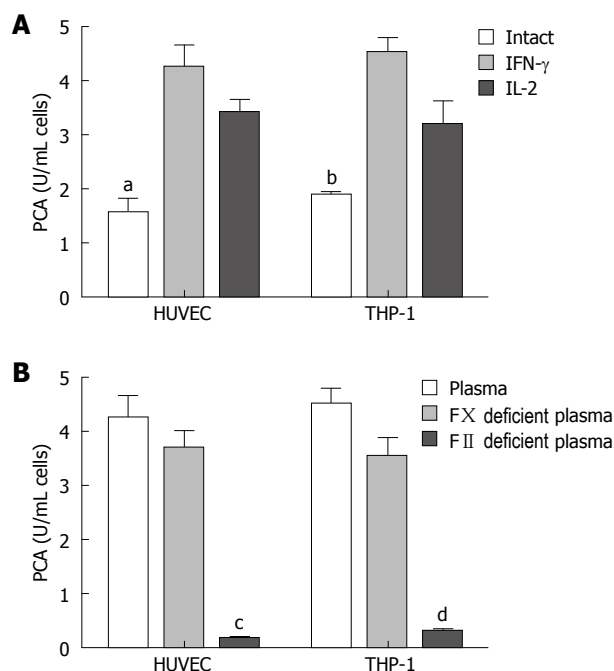 A
PCA (U/mL cells)
5
4
3
2
1
0
a
b
Intact
IFN-γ
IL-2
HUVEC
THP-1
B
PCA (U/mL cells)
5
4
3
2
1
0
c
d
Plasma
FⅩ deficient plasma
FⅡ deficient plasma
HUVEC
THP-1